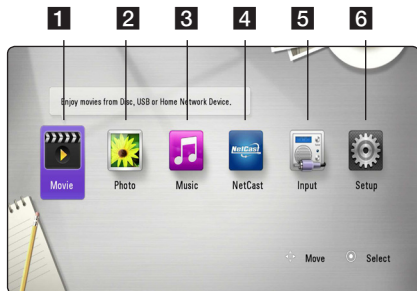 1 2 3 4 5 6
Enjoy movies from Disc, USB or Home Network Device.
NetCast
Movie Photo Music NetCast Input Setup
Move Select